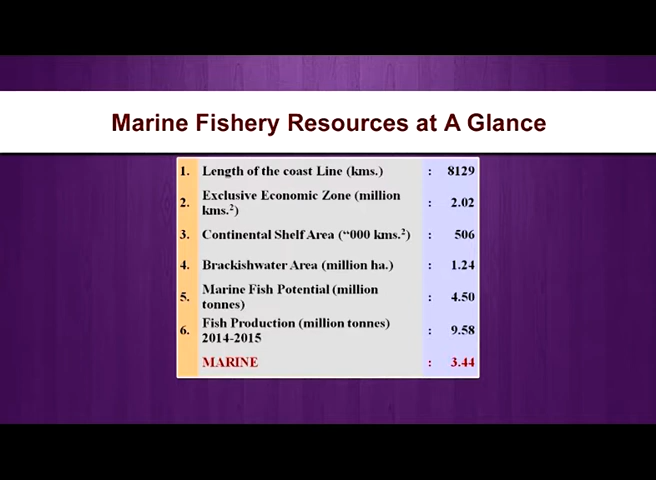 Marine Fishery Resources at A Glance
1. Length of the coast Line (kms.) : 8129
2. Exclusive Economic Zone (million
kms.²) : 2.02
3. Continental Shelf Area (“000 kms.²) : 506
4. Brackishwater Area (million ha.) : 1.24
5. Marine Fish Potential (million
tonnes) : 4.50
6. Fish Production (million tonnes)
2014-2015 : 9.58
MARINE : 3.44